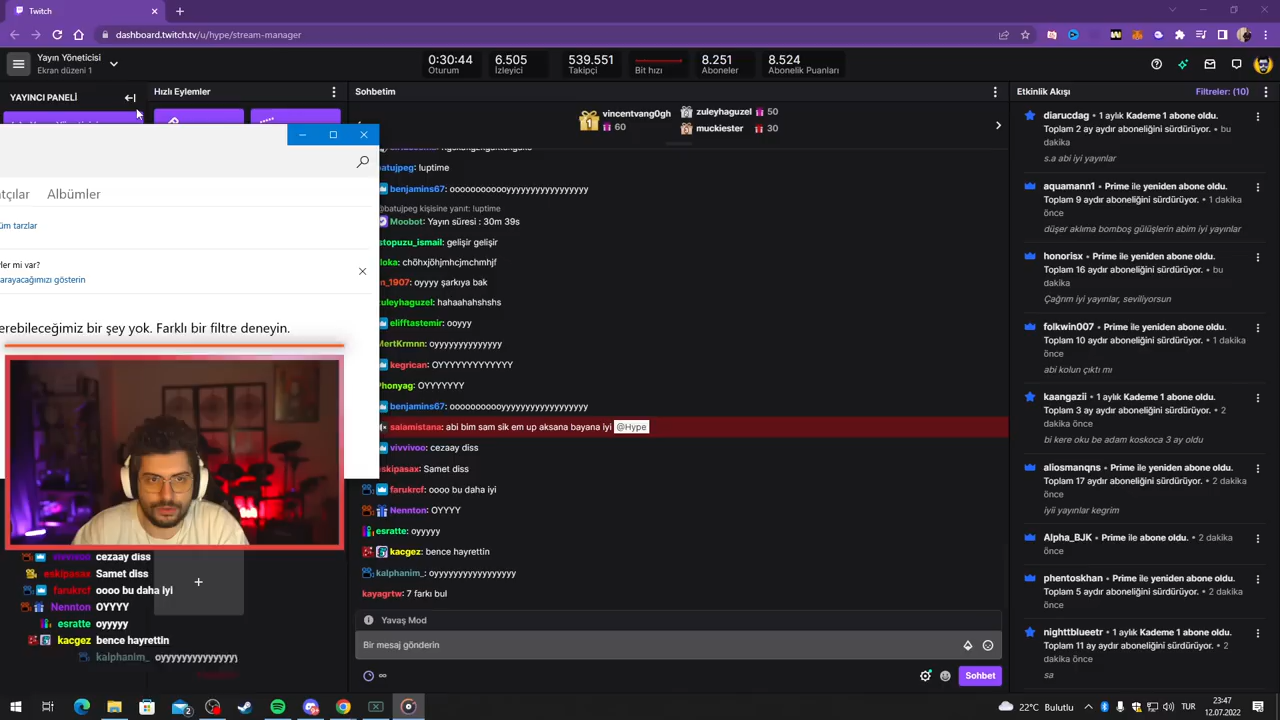 Twitch
dashboard.twitch.tv/u/hype/stream-manager
Yayın Yöneticisi
Ekran düzeni 1
0:30:44
Oturum
6.505
İzleyici
539.551
Takipçi
Bit hızı
8.251
Aboneler
8.524
Abonelik Puanları
YAYINCI PANELİ
Hızlı Eylemler
Sohbetim
Etkinlik Akışı
Filtreler: (10)
1
vincentvang0gh
60
zuleyhaguzel 50
muckiester 30
tçılar Albümler
üm tarzlar
ler mi var?
arayacağımızı gösterin
erebileceğimiz bir şey yok. Farklı bir filtre deneyin.
batujpeg: !uptime
benjamins67: oooooooooooyyyyyyyyyyyyyyyyy
@batujpeg kişisine yanıt: !uptime
Moobot: Yayın süresi : 30m 39s
stopuzu_ismail: gelişir gelişir
loka: chöhxjöhjmhcjmchmhjf
n_1907: oyyyy şarkıya bak
zuleyhaguzel: hahaahahshshs
elifftastemir: ooyyy
MertKrmnn: oyyyyyyyyyyyyy
kegrican: OYYYYYYYYYYYYY
Phonyag: OYYYYYYY
benjamins67: ooooooooooyyyyyyyyyyyyyyyyyy
salamistana: abi bim sam sik em up aksana bayana iyi @Hype
vivvivoo: cezaay diss
eskipasax: Samet diss
farukrcf: oooo bu daha iyi
Nennton: OYYYY
esratte: oyyyyy
kacgez: bence hayrettin
kalphanim_: oyyyyyyyyyyyyyyyyy
kayagrtw: 7 farkı bul
Yavaş Mod
Bir mesaj gönderin
∞
Sohbet
vivvivoo cezaay diss
eskipasax Samet diss
farukrcf oooo bu daha iyi
Nennton OYYYY
esratte oyyyyy
kacgez bence hayrettin
kalphanim_ oyyyyyyyyyyyyyyyyy
diarucdag • 1 aylık Kademe 1 abone oldu.
Toplam 2 ay aydır aboneliğini sürdürüyor. • bu
dakika
s.a abi iyi yayınlar
aquamann1 • Prime ile yeniden abone oldu.
Toplam 9 aydır aboneliğini sürdürüyor. • 1 dakika
önce
düşer aklıma bomboş gülüşlerin abim iyi yayınlar
honorisx • Prime ile yeniden abone oldu.
Toplam 16 aydır aboneliğini sürdürüyor. • bu
dakika
Çağrım iyi yayınlar, seviliyorsun
folkwin007 • Prime ile yeniden abone oldu.
Toplam 10 aydır aboneliğini sürdürüyor. • 1 dakika
önce
abi kolun çıktı mı
kaangazii • 1 aylık Kademe 1 abone oldu.
Toplam 3 ay aydır aboneliğini sürdürüyor. • 2
dakika önce
bi kere oku be adam koskoca 3 ay oldu
aliosmanqns • Prime ile yeniden abone oldu.
Toplam 17 aydır aboneliğini sürdürüyor. • 2 dakika
önce
iyii yayınlar kegrim
Alpha_BJK • Prime ile abone oldu. • 2 dakika
önce
phentoskhan • Prime ile yeniden abone oldu.
Toplam 5 aydır aboneliğini sürdürüyor. • 2 dakika
önce
nighttblueetr • 1 aylık Kademe 1 abone oldu.
Toplam 11 ay aydır aboneliğini sürdürüyor. • 2
dakika önce
sa
22°C Bulutlu
TUR
23:47
12.07.2022